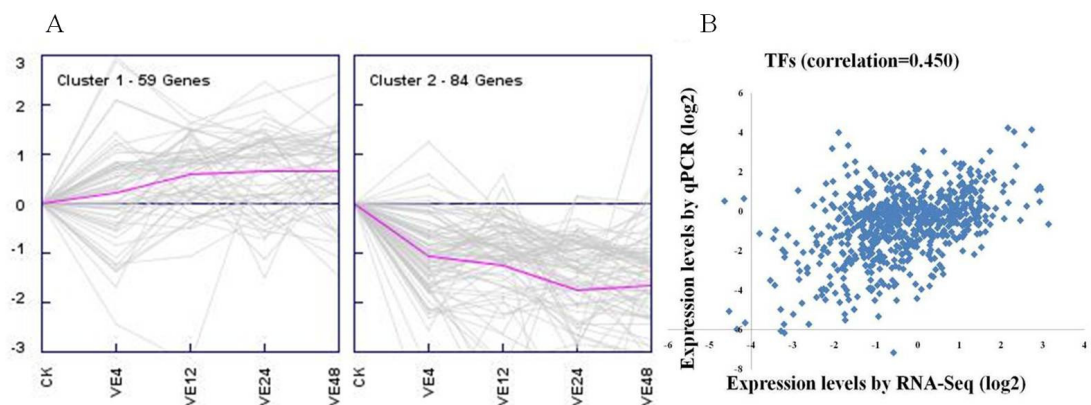 A
B
3
2
1
0
-1
-2
-3
Cluster 1 - 59 Genes
Cluster 2 - 84 Genes
CK
VE4
VE12
VE24
VE48
CK
VE4
VE12
VE24
VE48
TFs (correlation=0.450)
Expression levels by qPCR (log2)
6
4
2
0
-2
-4
-6
-8
-6
-4
-2
-1
0
1
2
3
4
Expression levels by RNA-Seq (log2)